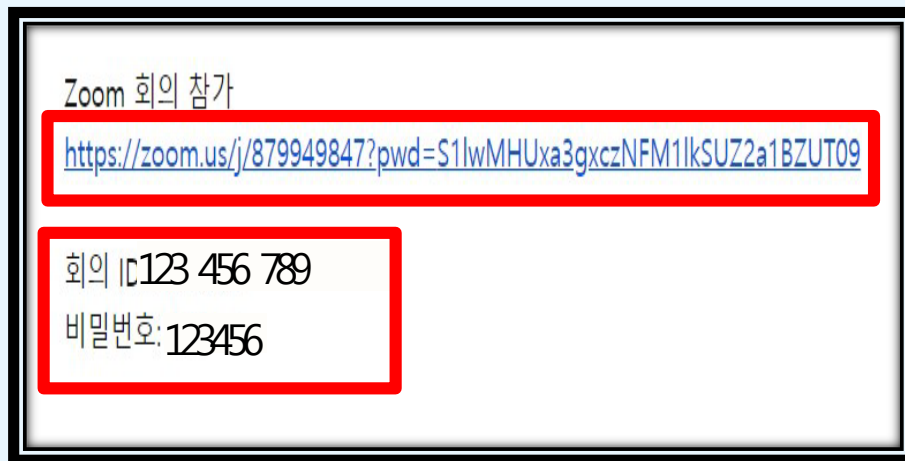 Zoom 회의 참가
https://zoom.us/j/879949847?pwd=S1lwMHUxa3gxczNFM1lkSUZ2a1BZUT09
회의 ID123 456 789
비밀번호: 123456